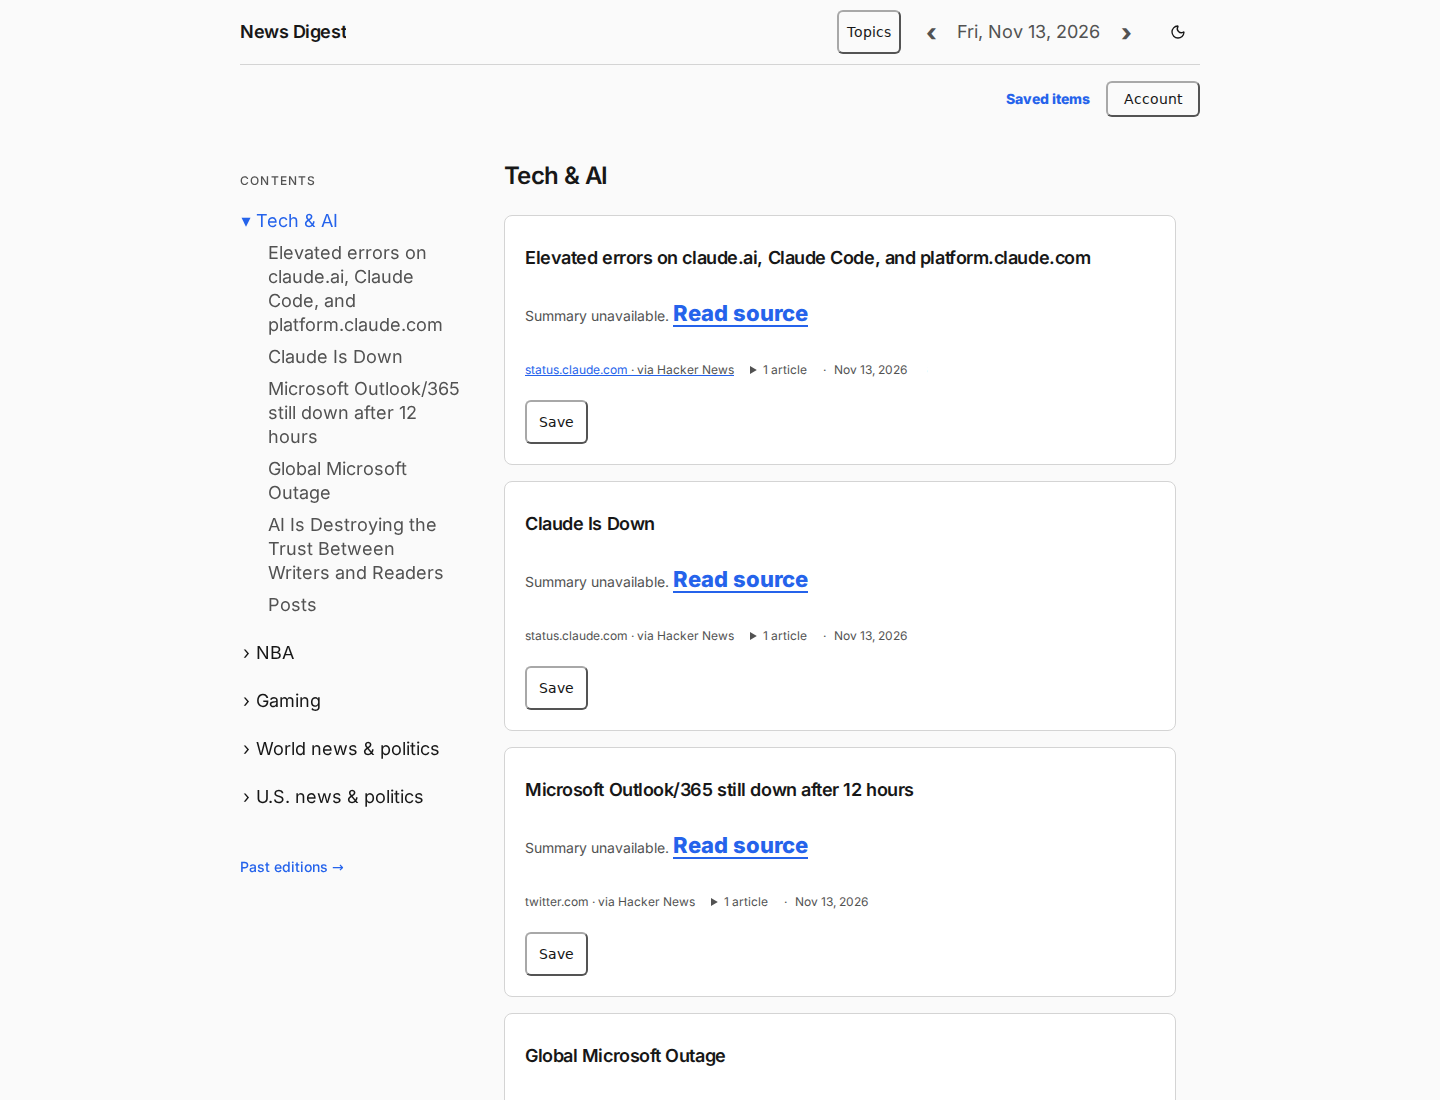 News Digest
Topics
‹ Fri, Nov 13, 2026 ›
Saved items
Account
CONTENTS
▾ Tech & AI
Elevated errors on
claude.ai, Claude
Code, and
platform.claude.com
Claude Is Down
Microsoft Outlook/365
still down after 12
hours
Global Microsoft
Outage
AI Is Destroying the
Trust Between
Writers and Readers
Posts
› NBA
› Gaming
› World news & politics
› U.S. news & politics
Past editions →
Tech & AI
Elevated errors on claude.ai, Claude Code, and platform.claude.com
Summary unavailable. Read source
status.claude.com · via Hacker News ▶ 1 article · Nov 13, 2026
Save
Claude Is Down
Summary unavailable. Read source
status.claude.com · via Hacker News ▶ 1 article · Nov 13, 2026
Save
Microsoft Outlook/365 still down after 12 hours
Summary unavailable. Read source
twitter.com · via Hacker News ▶ 1 article · Nov 13, 2026
Save
Global Microsoft Outage